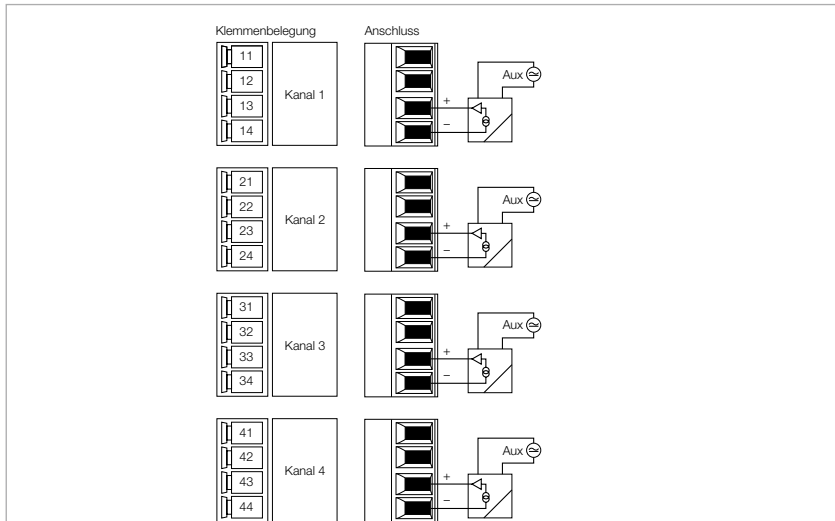 Klemmenbelegung Anschluss
11
12
13
14
Kanal 1
+
–
Aux
21
22
23
24
Kanal 2
+
–
Aux
31
32
33
34
Kanal 3
+
–
Aux
41
42
43
44
Kanal 4
+
–
Aux